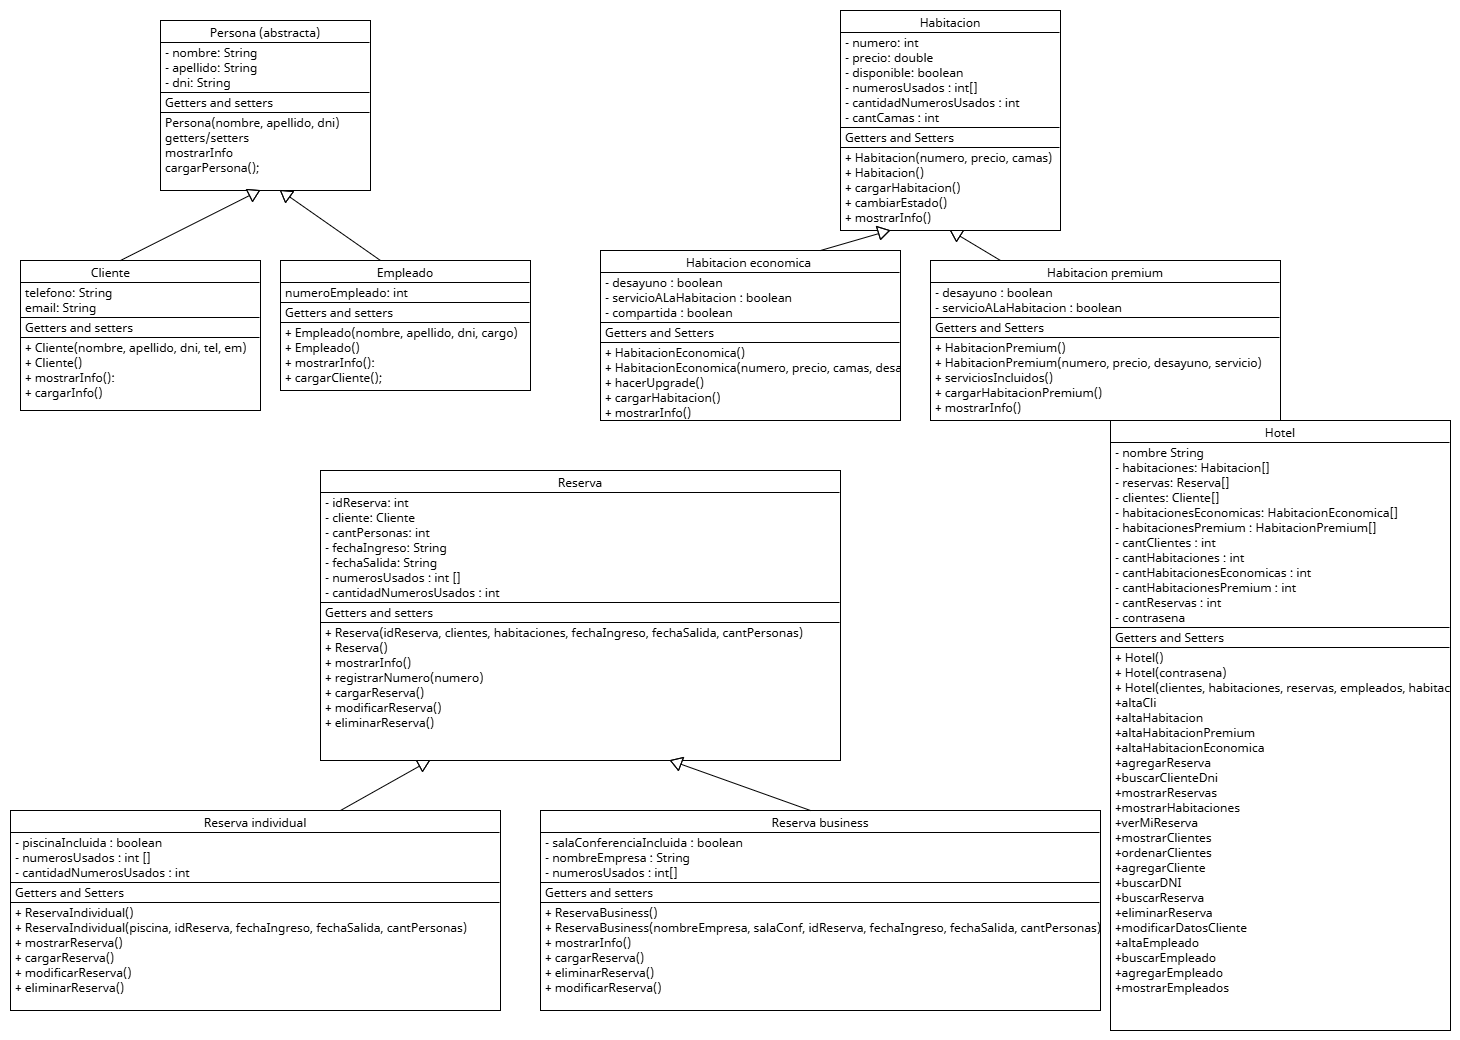 Persona (abstracta)
- nombre: String
- apellido: String
- dni: String
Getters and setters
Persona(nombre, apellido, dni)
getters/setters
mostrarInfo
cargarPersona();
Habitacion
- numero: int
- precio: double
- disponible: boolean
- numerosUsados : int[]
- cantidadNumerosUsados : int
- cantCamas : int
Getters and Setters
+ Habitacion(numero, precio, camas)
+ Habitacion()
+ cargarHabitacion()
+ cambiarEstado()
+ mostrarInfo()
Cliente
telefono: String
email: String
Getters and setters
+ Cliente(nombre, apellido, dni, tel, em)
+ Cliente()
+ mostrarInfo():
+ cargarInfo()
Empleado
numeroEmpleado: int
Getters and setters
+ Empleado(nombre, apellido, dni, cargo)
+ Empleado()
+ mostrarInfo():
+ cargarCliente();
Habitacion economica
- desayuno : boolean
- servicioALaHabitacion : boolean
- compartida : boolean
Getters and Setters
+ HabitacionEconomica()
+ HabitacionEconomica(numero, precio, camas, desa
+ hacerUpgrade()
+ cargarHabitacion()
+ mostrarInfo()
Habitacion premium
- desayuno : boolean
- servicioALaHabitacion : boolean
Getters and Setters
+ HabitacionPremium()
+ HabitacionPremium(numero, precio, desayuno, servicio)
+ serviciosIncluidos()
+ cargarHabitacionPremium()
+ mostrarInfo()
Hotel
- nombre String
- habitaciones: Habitacion[]
- reservas: Reserva[]
- clientes: Cliente[]
- habitacionesEconomicas: HabitacionEconomica[]
- habitacionesPremium : HabitacionPremium[]
- cantClientes : int
- cantHabitaciones : int
- cantHabitacionesEconomicas : int
- cantHabitacionesPremium : int
- cantReservas : int
- contrasena
Getters and Setters
+ Hotel()
+ Hotel(contrasena)
+ Hotel(clientes, habitaciones, reservas, empleados, habitac
+altaCli
+altaHabitacion
+altaHabitacionPremium
+altaHabitacionEconomica
+agregarReserva
+buscarClienteDni
+mostrarReservas
+mostrarHabitaciones
+verMiReserva
+mostrarClientes
+ordenarClientes
+agregarCliente
+buscarDNI
+buscarReserva
+eliminarReserva
+modificarDatosCliente
+altaEmpleado
+buscarEmpleado
+agregarEmpleado
+mostrarEmpleados
Reserva
- idReserva: int
- cliente: Cliente
- cantPersonas: int
- fechaIngreso: String
- fechaSalida: String
- numerosUsados : int []
- cantidadNumerosUsados : int
Getters and setters
+ Reserva(idReserva, clientes, habitaciones, fechaIngreso, fechaSalida, cantPersonas)
+ Reserva()
+ mostrarInfo()
+ registrarNumero(numero)
+ cargarReserva()
+ modificarReserva()
+ eliminarReserva()
Reserva individual
- piscinaIncluida : boolean
- numerosUsados : int []
- cantidadNumerosUsados : int
Getters and Setters
+ ReservaIndividual()
+ ReservaIndividual(piscina, idReserva, fechaIngreso, fechaSalida, cantPersonas)
+ mostrarReserva()
+ cargarReserva()
+ modificarReserva()
+ eliminarReserva()
Reserva business
- salaConferenciaIncluida : boolean
- nombreEmpresa : String
- numerosUsados : int[]
Getters and setters
+ ReservaBusiness()
+ ReservaBusiness(nombreEmpresa, salaConf, idReserva, fechaIngreso, fechaSalida, cantPersonas)
+ mostrarInfo()
+ cargarReserva()
+ eliminarReserva()
+ modificarReserva()